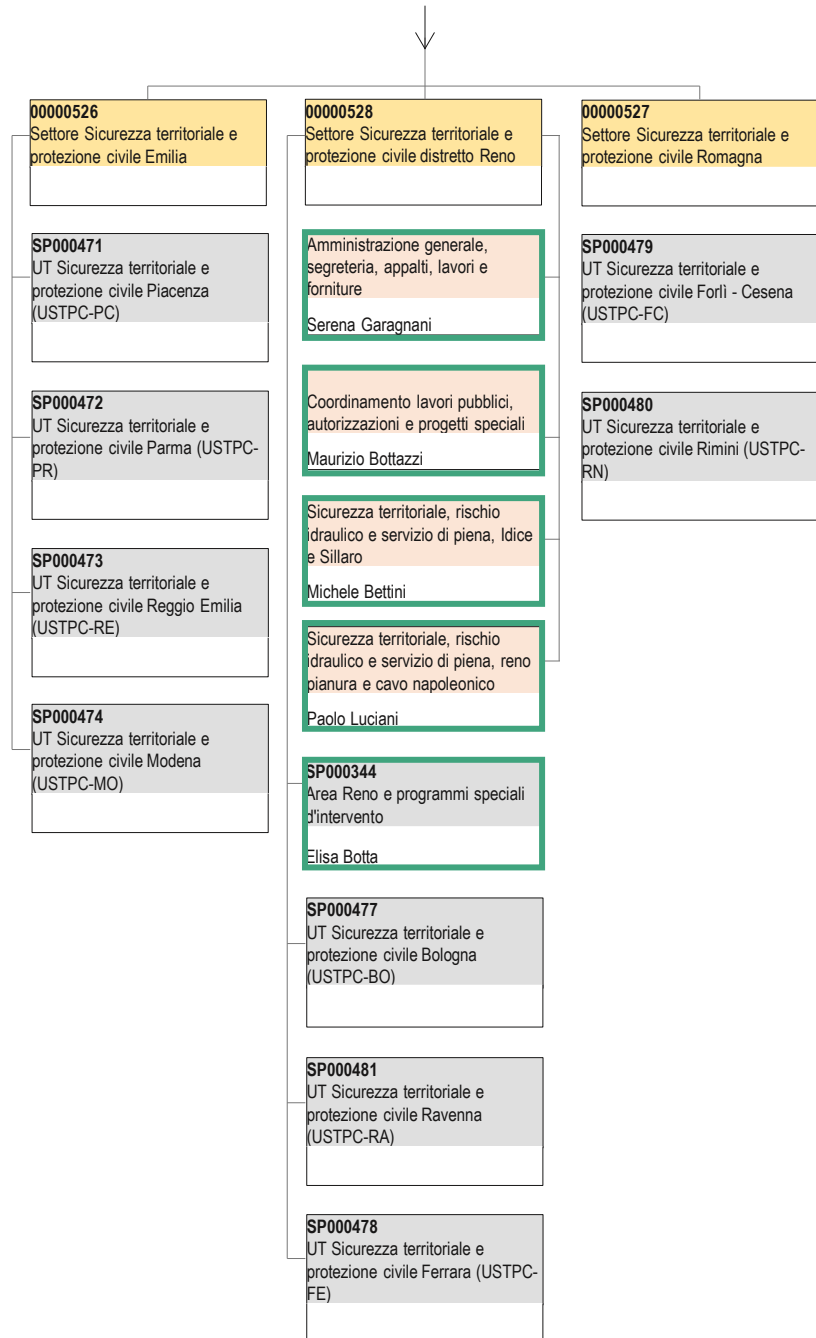 00000526
Settore Sicurezza territoriale e
protezione civile Emilia
SP000471
UT Sicurezza territoriale e
protezione civile Piacenza
(USTPC-PC)
SP000472
UT Sicurezza territoriale e
protezione civile Parma (USTPC-
PR)
SP000473
UT Sicurezza territoriale e
protezione civile Reggio Emilia
(USTPC-RE)
SP000474
UT Sicurezza territoriale e
protezione civile Modena
(USTPC-MO)
00000528
Settore Sicurezza territoriale e
protezione civile distretto Reno
Amministrazione generale,
segreteria, appalti, lavori e
forniture
Serena Garagnani
Coordinamento lavori pubblici,
autorizzazioni e progetti speciali
Maurizio Bottazzi
Sicurezza territoriale, rischio
idraulico e servizio di piena, Idice
e Sillaro
Michele Bettini
Sicurezza territoriale, rischio
idraulico e servizio di piena, reno
pianura e cavo napoleonico
Paolo Luciani
SP000344
Area Reno e programmi speciali
d'intervento
Elisa Botta
SP000477
UT Sicurezza territoriale e
protezione civile Bologna
(USTPC-BO)
SP000481
UT Sicurezza territoriale e
protezione civile Ravenna
(USTPC-RA)
SP000478
UT Sicurezza territoriale e
protezione civile Ferrara (USTPC-
FE)
00000527
Settore Sicurezza territoriale e
protezione civile Romagna
SP000479
UT Sicurezza territoriale e
protezione civile Forlì - Cesena
(USTPC-FC)
SP000480
UT Sicurezza territoriale e
protezione civile Rimini (USTPC-
RN)